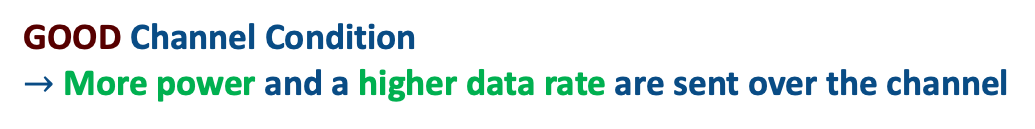 GOOD Channel Condition
→ More power and a higher data rate are sent over the channel